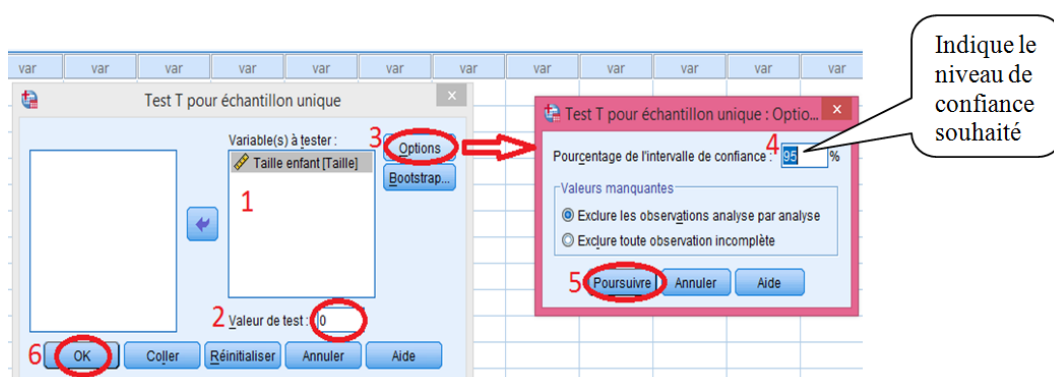 Indique le
niveau de
confiance
souhaité
var var var var var var var var var var var var
Test T pour échantillon unique
Variable(s) à tester :
Taille enfant [Taille]
1
3
Options
Bootstrap...
2 Valeur de test : 0
6 OK Coller Réinitialiser Annuler Aide
Test T pour échantillon unique : Optio...
Pourcentage de l'intervalle de confiance : 4 95 %
Valeurs manquantes
Exclure les observations analyse par analyse
Exclure toute observation incomplète
5 Poursuivre Annuler Aide